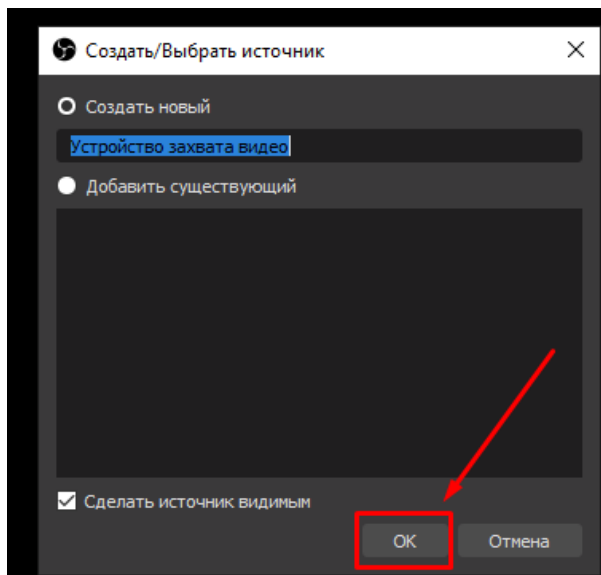 Создать/Выбрать источник
Создать новый
Устройство захвата видео
Добавить существующий
Сделать источник видимым
OK
Отмена